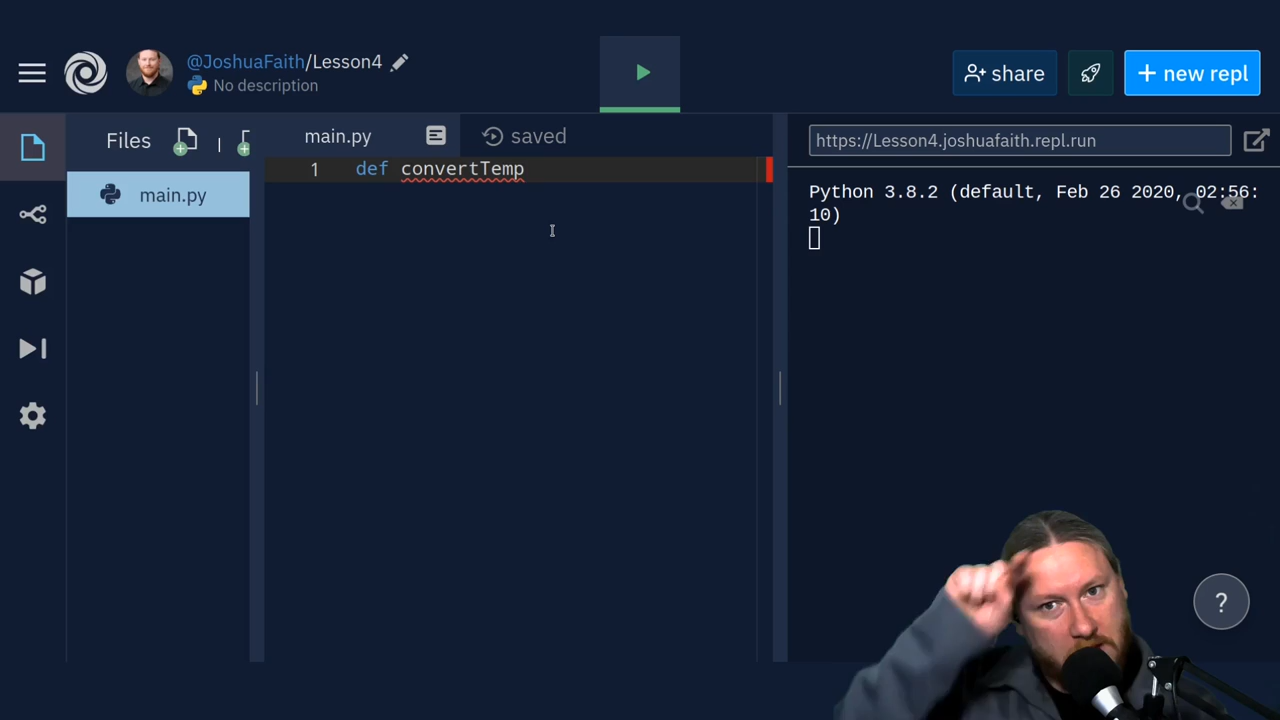 @JoshuaFaith/Lesson4
No description
share
+ new repl
Files
main.py
saved
https://Lesson4.joshuafaith.repl.run
main.py
1 def convertTemp
Python 3.8.2 (default, Feb 26 2020, 02:56:
10)
?